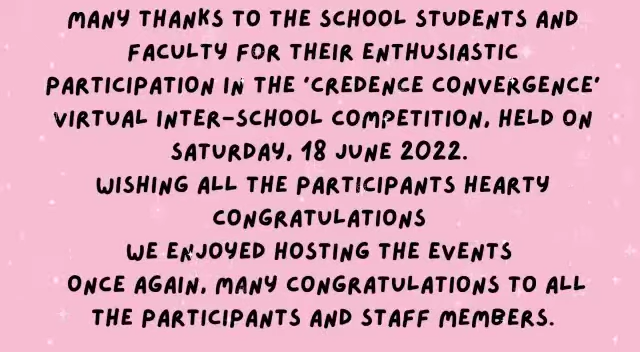 MANY THANKS TO THE SCHOOL STUDENTS AND
FACULTY FOR THEIR ENTHUSIASTIC
PARTICIPATION IN THE 'CREDENCE CONVERGENCE'
VIRTUAL INTER-SCHOOL COMPETITION, HELD ON
SATURDAY, 18 JUNE 2022.
WISHING ALL THE PARTICIPANTS HEARTY
CONGRATULATIONS
WE ENJOYED HOSTING THE EVENTS
ONCE AGAIN, MANY CONGRATULATIONS TO ALL
THE PARTICIPANTS AND STAFF MEMBERS.